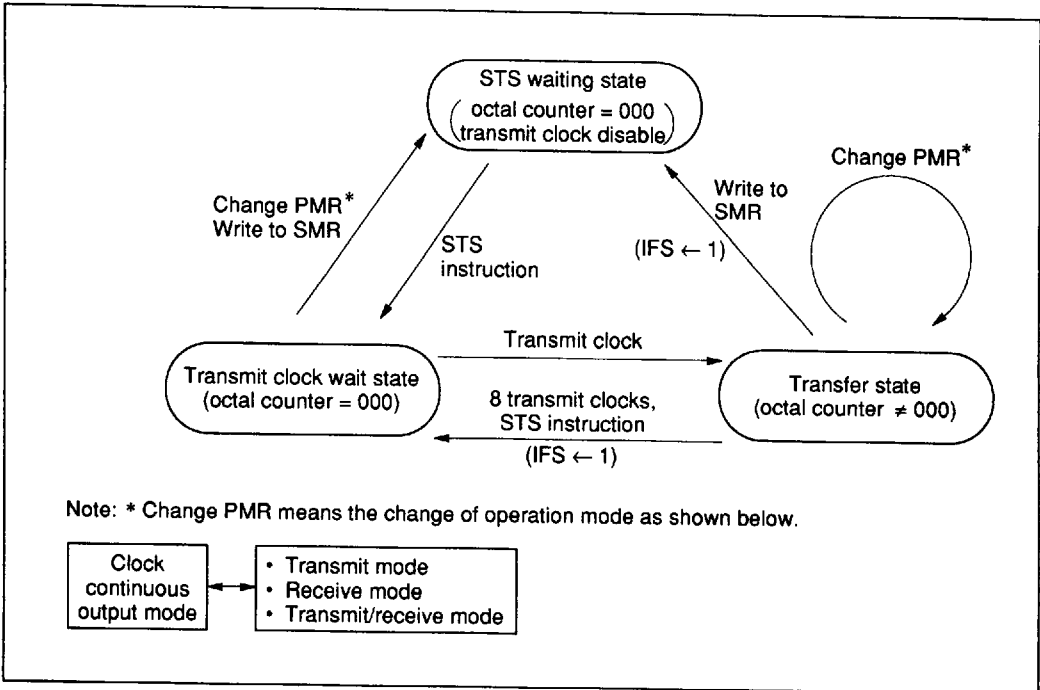 STS waiting state
(octal counter = 000
transmit clock disable)
Change PMR*
Change PMR*
Write to SMR
Write to
SMR
STS
instruction
(IFS ← 1)
Transmit clock
Transmit clock wait state
(octal counter = 000)
Transfer state
(octal counter ≠ 000)
8 transmit clocks,
STS instruction
(IFS ← 1)
Note: * Change PMR means the change of operation mode as shown below.
Clock
continuous
output mode
• Transmit mode
• Receive mode
• Transmit/receive mode